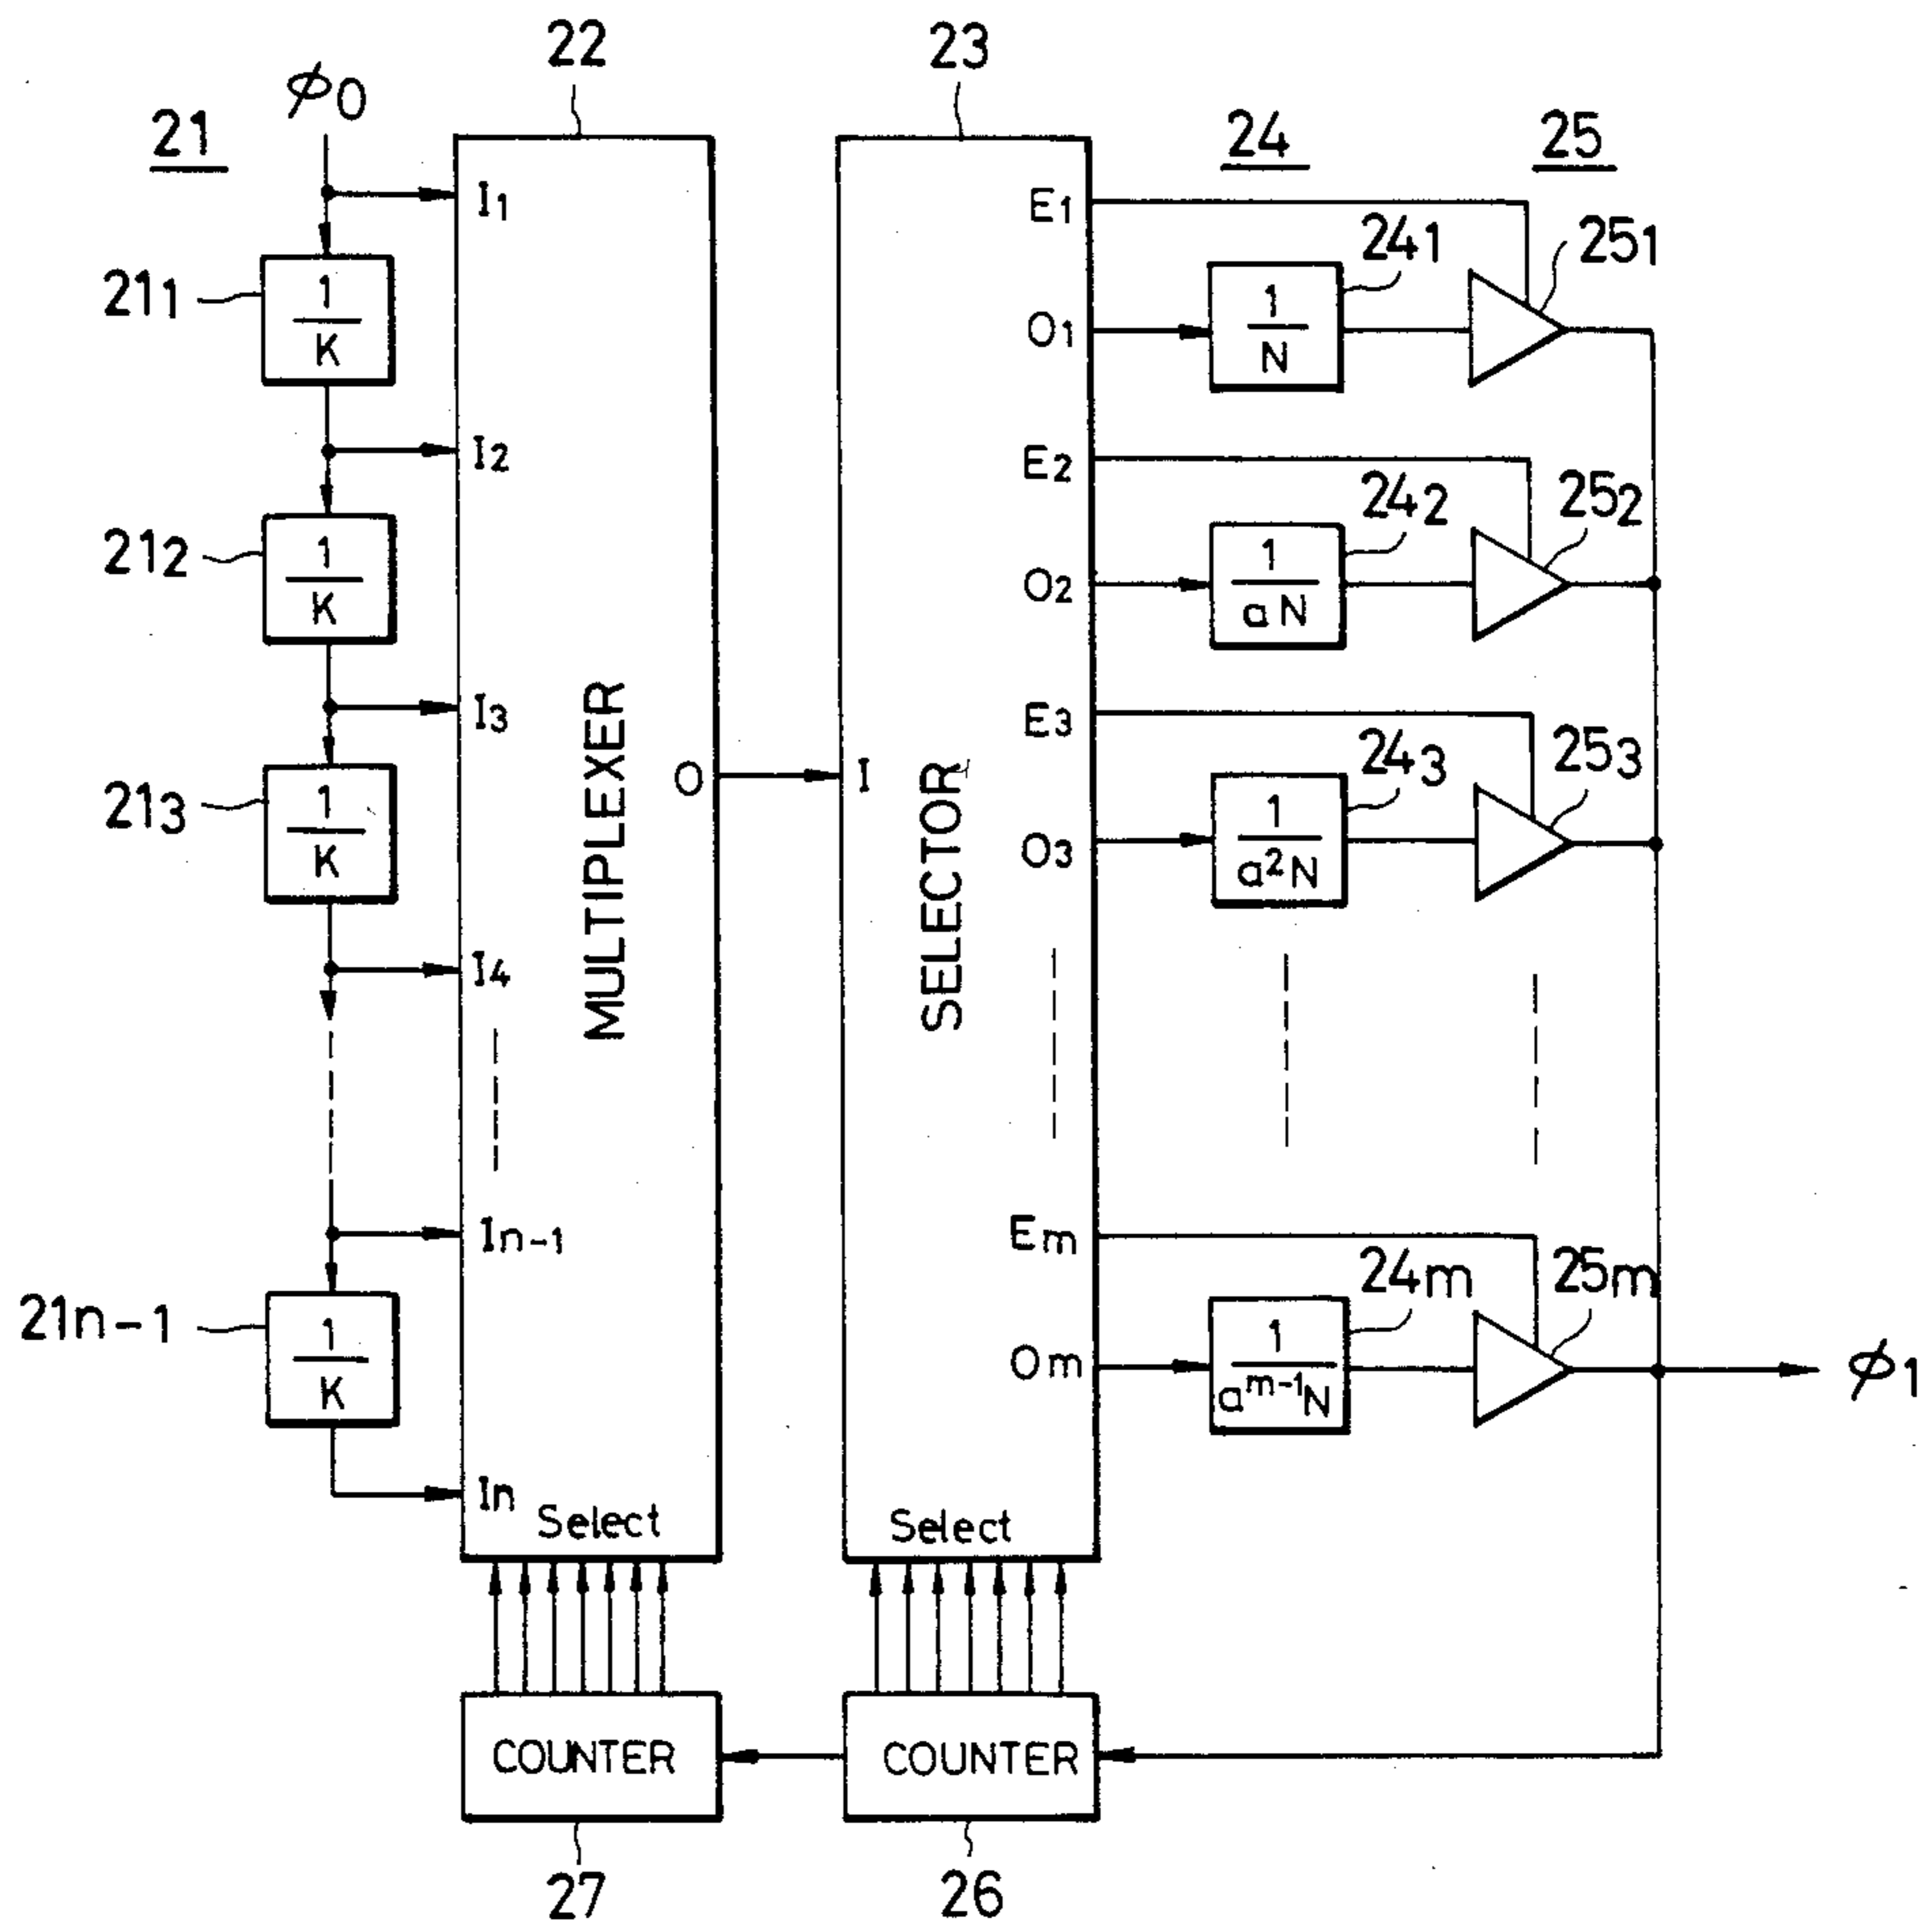 22
23
φ0
21
24
25
I1
E1
241
251
211
1
K
O1
1
N
I2
E2
242
252
212
1
K
O2
1
aN
I3
E3
243
253
213
1
K
MULTIPLEXER
O
I
SELECTOR
O3
1
a²N
I4
In-1
Em
24m
25m
21n-1
1
K
Om
1
aᵐ⁻¹N
φ1
In
Select
Select
COUNTER
COUNTER
27
26